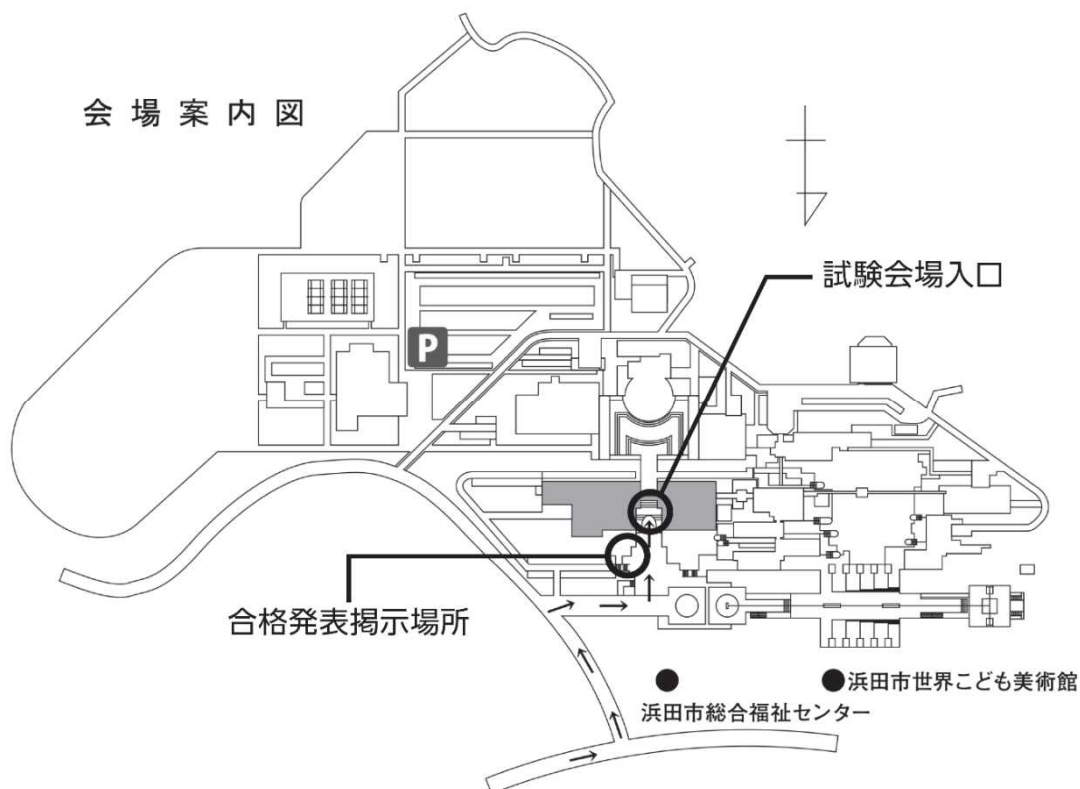 会場案内図
試験会場入口
P
合格発表掲示場所
浜田市世界こども美術館
浜田市総合福祉センター